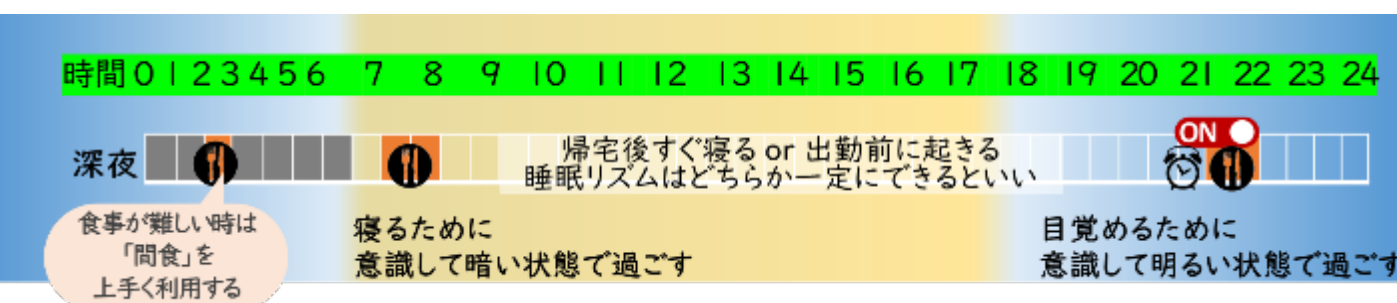 時間 0 1 2 3 4 5 6 7 8 9 10 11 12 13 14 15 16 17 18 19 20 21 22 23 24
ON
深夜
帰宅後すぐ寝る or 出勤前に起きる
睡眠リズムはどちらか一定にできるといい
食事が難しい時は
「間食」を
上手く利用する
寝るために
意識して暗い状態で過ごす
目覚めるために
意識して明るい状態で過ごす